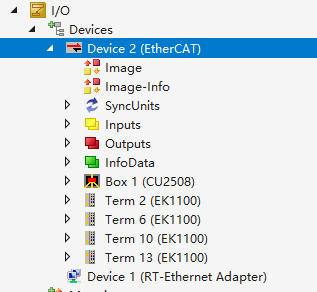 I/O
Devices
Device 2 (EtherCAT)
Image
Image-Info
SyncUnits
Inputs
Outputs
InfoData
Box 1 (CU2508)
Term 2 (EK1100)
Term 6 (EK1100)
Term 10 (EK1100)
Term 13 (EK1100)
Device 1 (RT-Ethernet Adapter)